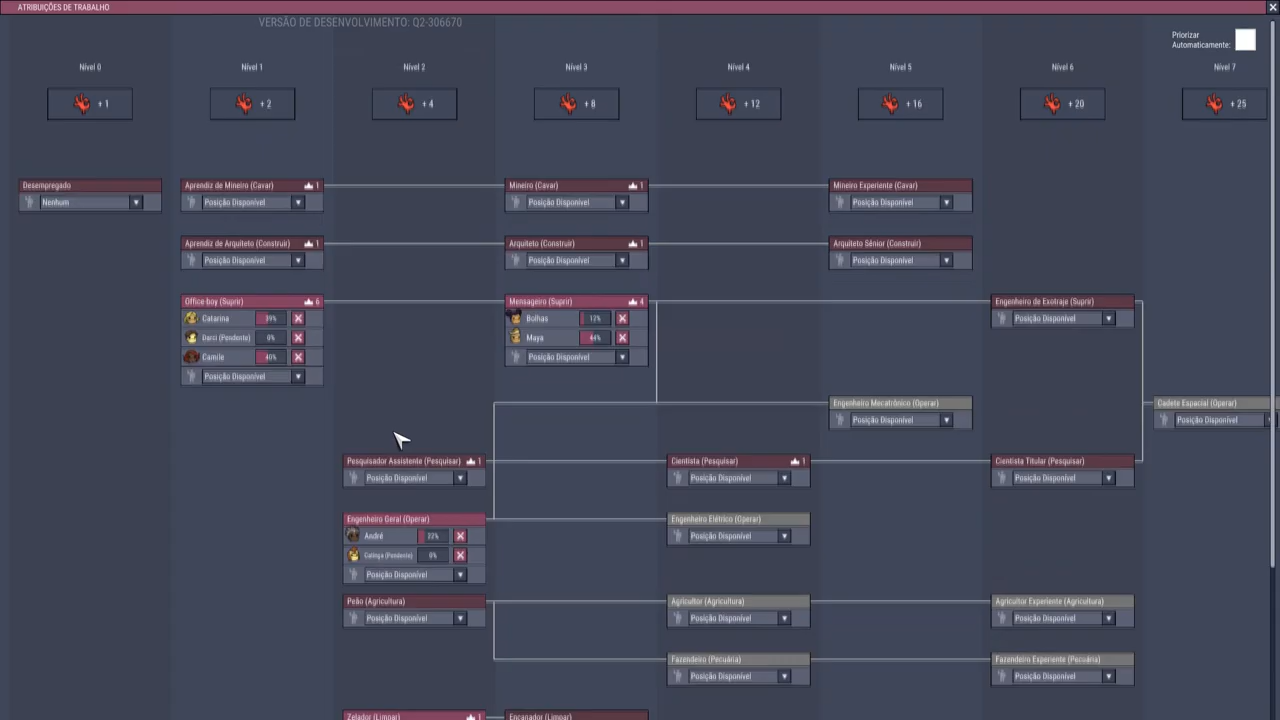 ATRIBUIÇÕES DE TRABALHO
VERSÃO DE DESENVOLVIMENTO: Q2-306670
Priorizar
Automaticamente:
Nível 0
Nível 1
Nível 2
Nível 3
Nível 4
Nível 5
Nível 6
Nível 7
+ 1
+ 2
+ 4
+ 8
+ 12
+ 16
+ 20
+ 25
Desempregado
Nenhum
Aprendiz de Mineiro (Cavar) 1
Posição Disponível
Mineiro (Cavar) 1
Posição Disponível
Mineiro Experiente (Cavar)
Posição Disponível
Aprendiz de Arquiteto (Construir) 1
Posição Disponível
Arquiteto (Construir) 1
Posição Disponível
Arquiteto Sênior (Construir)
Posição Disponível
Office-boy (Suprir) 6
Catarina 39%
Darci (Pendente) 0%
Camile 40%
Posição Disponível
Mensageiro (Suprir) 4
Bolhas 12%
Maya 44%
Posição Disponível
Engenheiro de Exotraje (Suprir)
Posição Disponível
Engenheiro Mecatrônico (Operar)
Posição Disponível
Cadete Espacial (Operar)
Posição Disponível
Pesquisador Assistente (Pesquisar) 1
Posição Disponível
Cientista (Pesquisar) 1
Posição Disponível
Cientista Titular (Pesquisar)
Posição Disponível
Engenheiro Geral (Operar)
André 22%
Catinga (Pendente) 0%
Posição Disponível
Engenheiro Elétrico (Operar)
Posição Disponível
Peão (Agricultura)
Posição Disponível
Agricultor (Agricultura)
Posição Disponível
Agricultor Experiente (Agricultura)
Posição Disponível
Fazendeiro (Pecuária)
Posição Disponível
Fazendeiro Experiente (Pecuária)
Posição Disponível
Zelador (Limpar) 1
Encanador (Limpar)